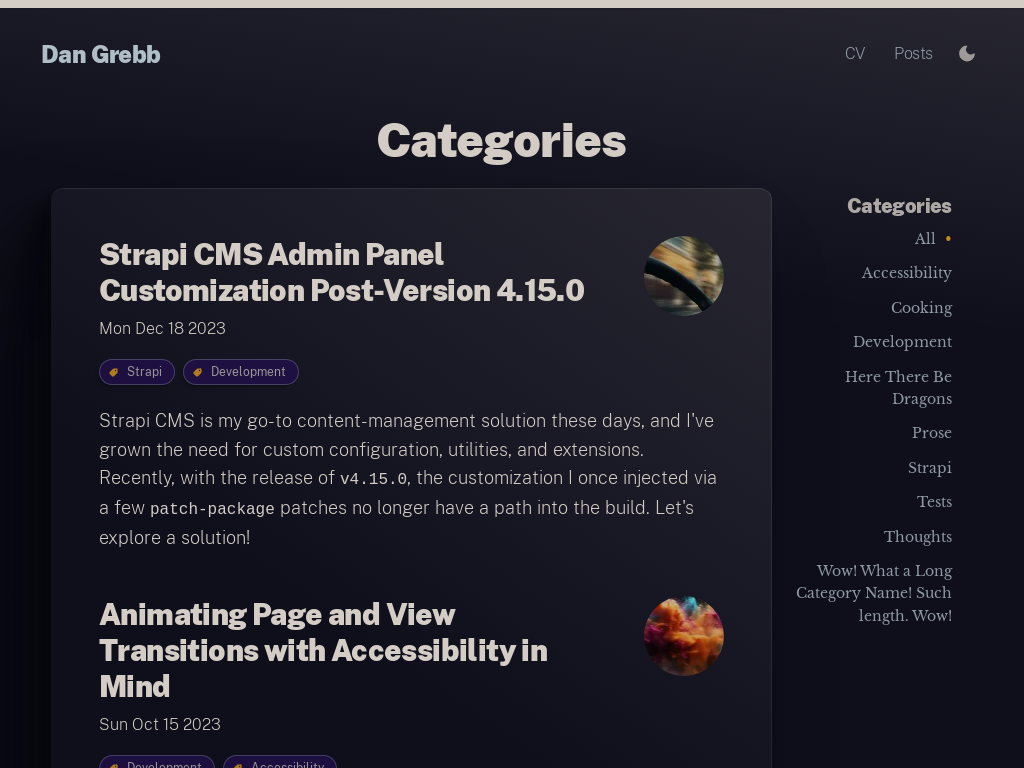 Dan Grebb
CV
Posts
Categories
Strapi CMS Admin Panel
Customization Post-Version 4.15.0
Mon Dec 18 2023
Strapi
Development
Strapi CMS is my go-to content-management solution these days, and I've
grown the need for custom configuration, utilities, and extensions.
Recently, with the release of v4.15.0, the customization I once injected via
a few patch-package patches no longer have a path into the build. Let's
explore a solution!
Animating Page and View
Transitions with Accessibility in
Mind
Sun Oct 15 2023
Development
Accessibility
Categories
All
Accessibility
Cooking
Development
Here There Be
Dragons
Prose
Strapi
Tests
Thoughts
Wow! What a Long
Category Name! Such
length. Wow!